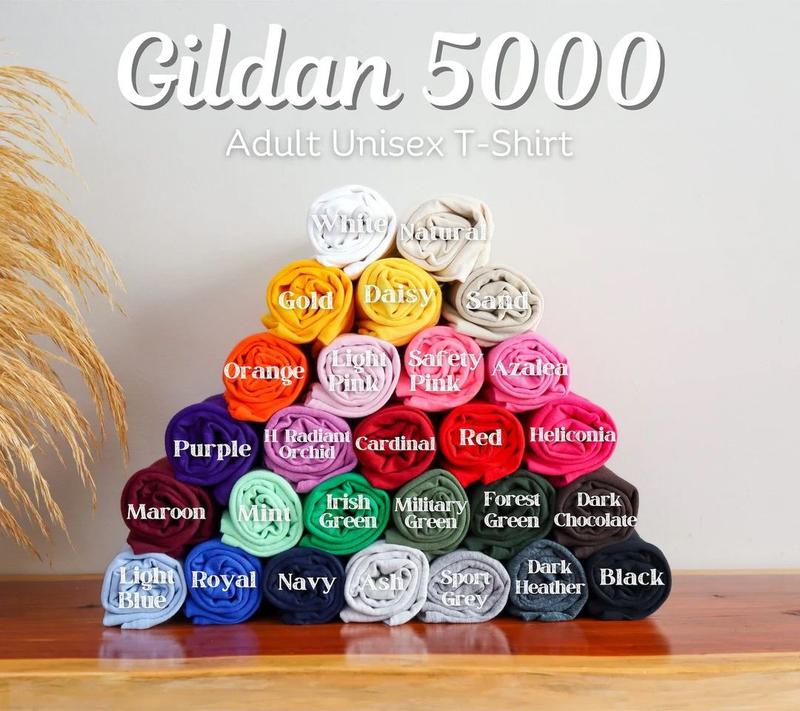 Gildan 5000
Adult Unisex T-Shirt
White
Natural
Gold
Daisy
Sand
Orange
Light
Pink
Safety
Pink
Azalea
Purple
H Radiant
Orchid
Cardinal
Red
Heliconia
Maroon
Mint
Irish
Green
Military
Green
Forest
Green
Dark
Chocolate
Light
Blue
Royal
Navy
Ash
Sport
Grey
Dark
Heather
Black